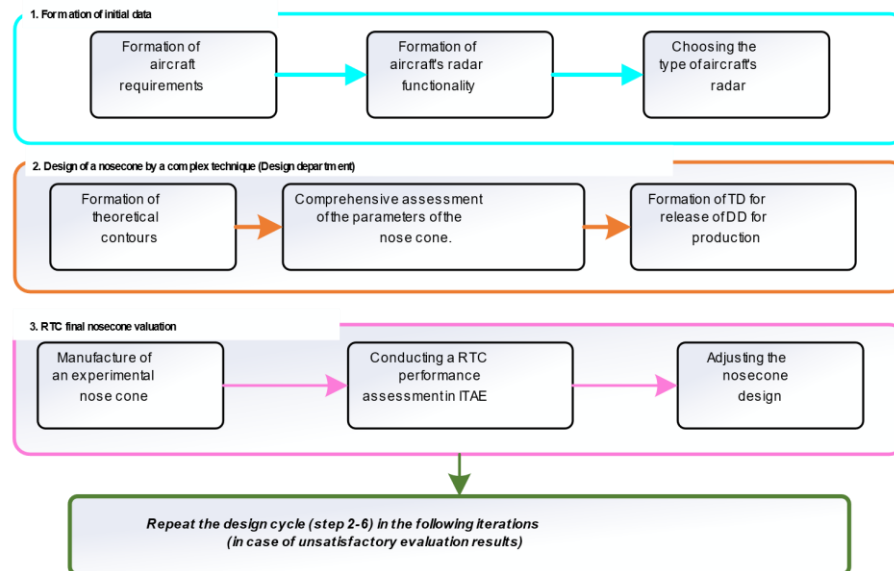 1. Formation of initial data
Formation of
aircraft
requirements
Formation of
aircraft's radar
functionality
Choosing the
type of aircraft's
radar
2. Design of a nosecone by a complex technique (Design department)
Formation of
theoretical
contours
Comprehensive assessment
of the parameters of the
nose cone.
Formation of TD for
release of DD for
production
3. RTC final nosecone valuation
Manufacture of
an experimental
nose cone
Conducting a RTC
performance
assessment in ITAE
Adjusting the
nosecone
design
Repeat the design cycle (step 2-6) in the following iterations
(in case of unsatisfactory evaluation results)